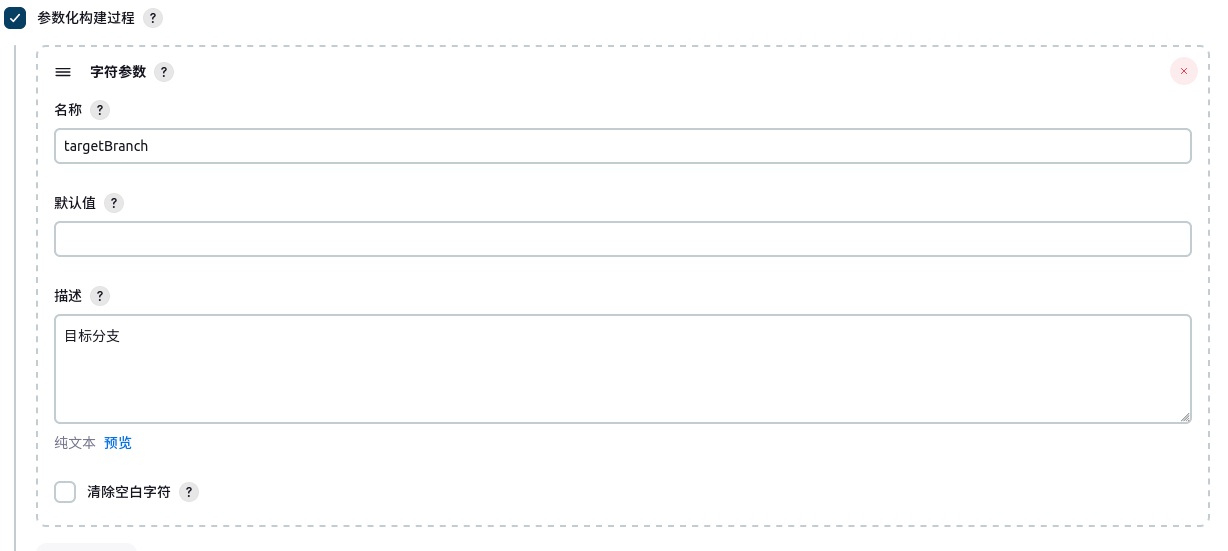 参数化构建过程 ?
字符参数 ?
名称 ?
targetBranch
默认值 ?
描述 ?
目标分支
纯文本 预览
清除空白字符 ?